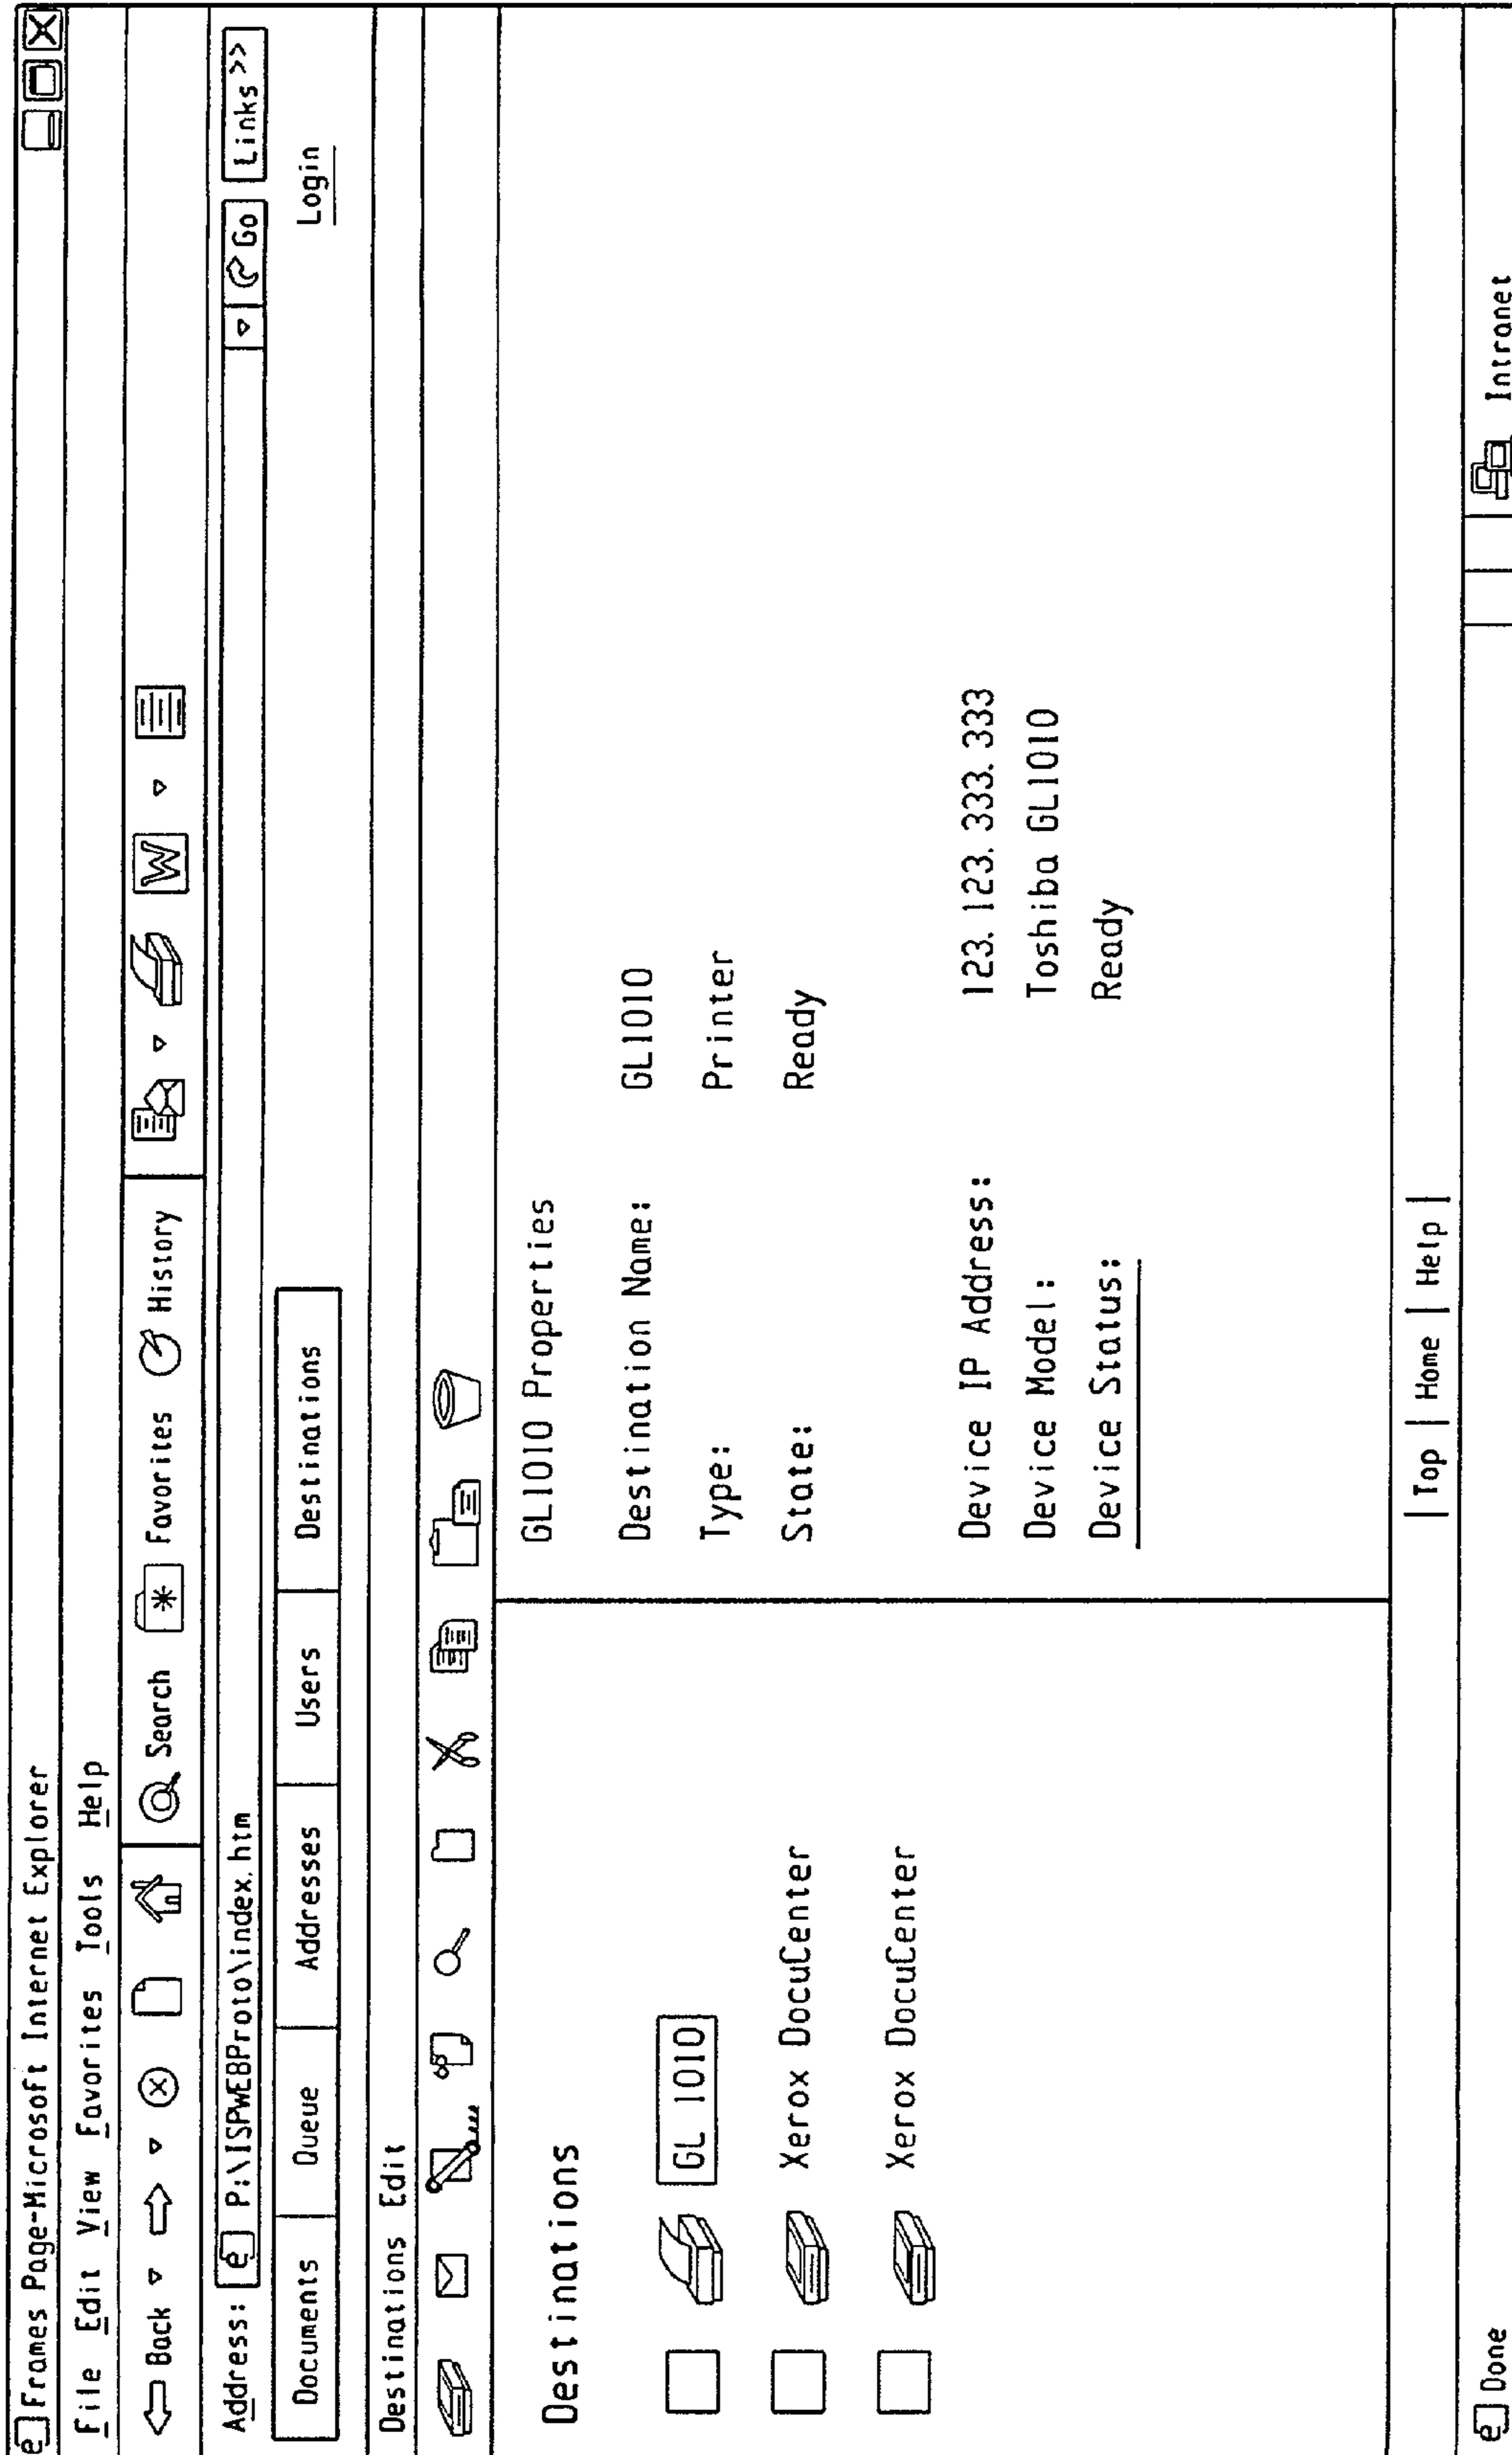 Frames Page-Microsoft Internet Explorer
File Edit View Favorites Tools Help
Back Search Favorites History W
Address: e P:\ISPWEBProto\index.htm Go Links >>
Documents Queue Addresses Users Destinations Login
Destinations Edit
Destinations
GL 1010
Xerox DocuCenter
Xerox DocuCenter
GL1010 Properties
Destination Name: GL1010
Type: Printer
State: Ready
Device IP Address: 123. 123. 333. 333
Device Model: Toshiba GL1010
Device Status: Ready
| Top | Home | Help |
e Done Intranet